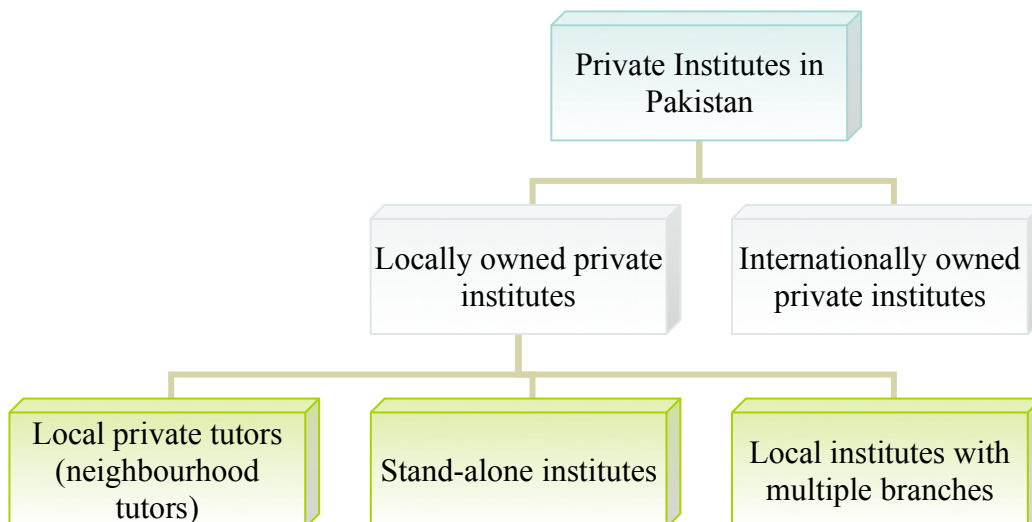 Private Institutes in
Pakistan
Locally owned private
institutes
Internationally owned
private institutes
Local private tutors
(neighbourhood
tutors)
Stand-alone institutes
Local institutes with
multiple branches